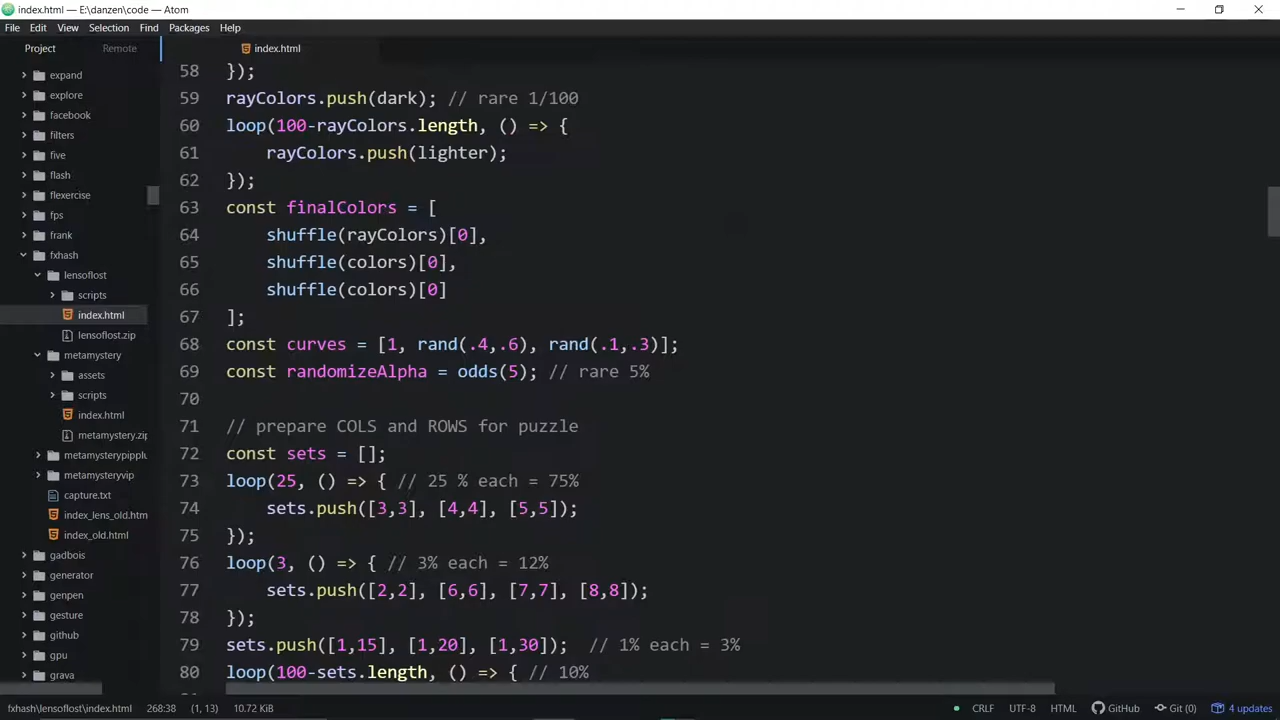 index.html — E:\danzen\code — Atom
File Edit View Selection Find Packages Help
Project Remote
index.html
expand
explore
facebook
filters
five
flash
flexercise
fps
frank
fxhash
lensoflost
scripts
index.html
lensoflost.zip
metamystery
assets
scripts
index.html
metamystery.zip
metamysterypipplu
metamysteryvip
capture.txt
index_lens_old.htm
index_old.html
gadbois
generator
genpen
gesture
github
gpu
grava
58 });
59 rayColors.push(dark); // rare 1/100
60 loop(100-rayColors.length, () => {
61 rayColors.push(lighter);
62 });
63 const finalColors = [
64 shuffle(rayColors)[0],
65 shuffle(colors)[0],
66 shuffle(colors)[0]
67 ];
68 const curves = [1, rand(.4,.6), rand(.1,.3)];
69 const randomizeAlpha = odds(5); // rare 5%
70
71 // prepare COLS and ROWS for puzzle
72 const sets = [];
73 loop(25, () => { // 25 % each = 75%
74 sets.push([3,3], [4,4], [5,5]);
75 });
76 loop(3, () => { // 3% each = 12%
77 sets.push([2,2], [6,6], [7,7], [8,8]);
78 });
79 sets.push([1,15], [1,20], [1,30]); // 1% each = 3%
80 loop(100-sets.length, () => { // 10%
fxhash\lensoflost\index.html 268:38 (1, 13) 10.72 KiB CRLF UTF-8 HTML GitHub Git (0) 4 updates